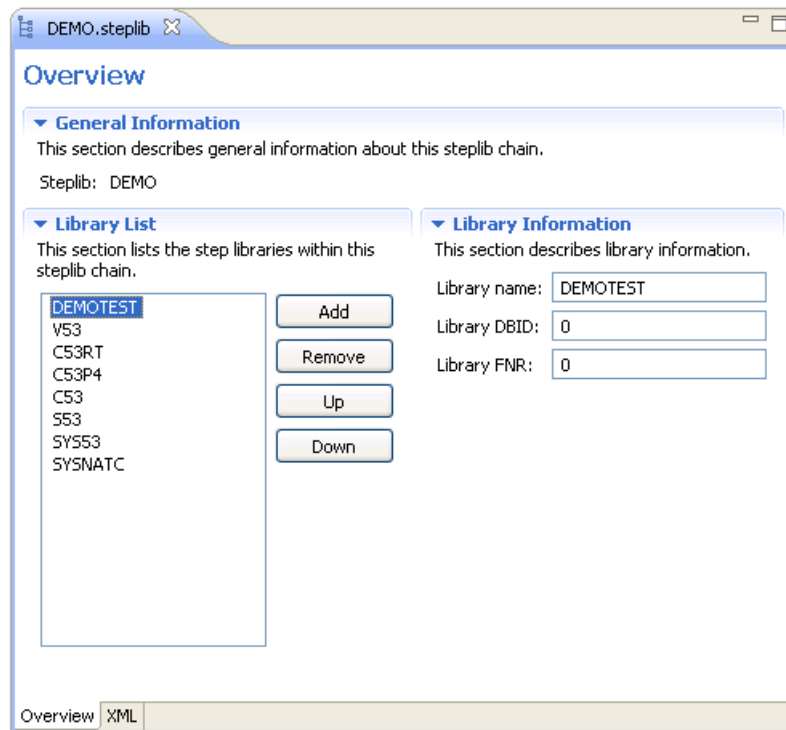 DEMO.steplib
Overview
General Information
This section describes general information about this steplib chain.
Steplib: DEMO
Library List
This section lists the step libraries within this
steplib chain.
DEMOTEST
V53
C53RT
C53P4
C53
S53
SYS53
SYSNATC
Add
Remove
Up
Down
Library Information
This section describes library information.
Library name: DEMOTEST
Library DBID: 0
Library FNR: 0
Overview XML